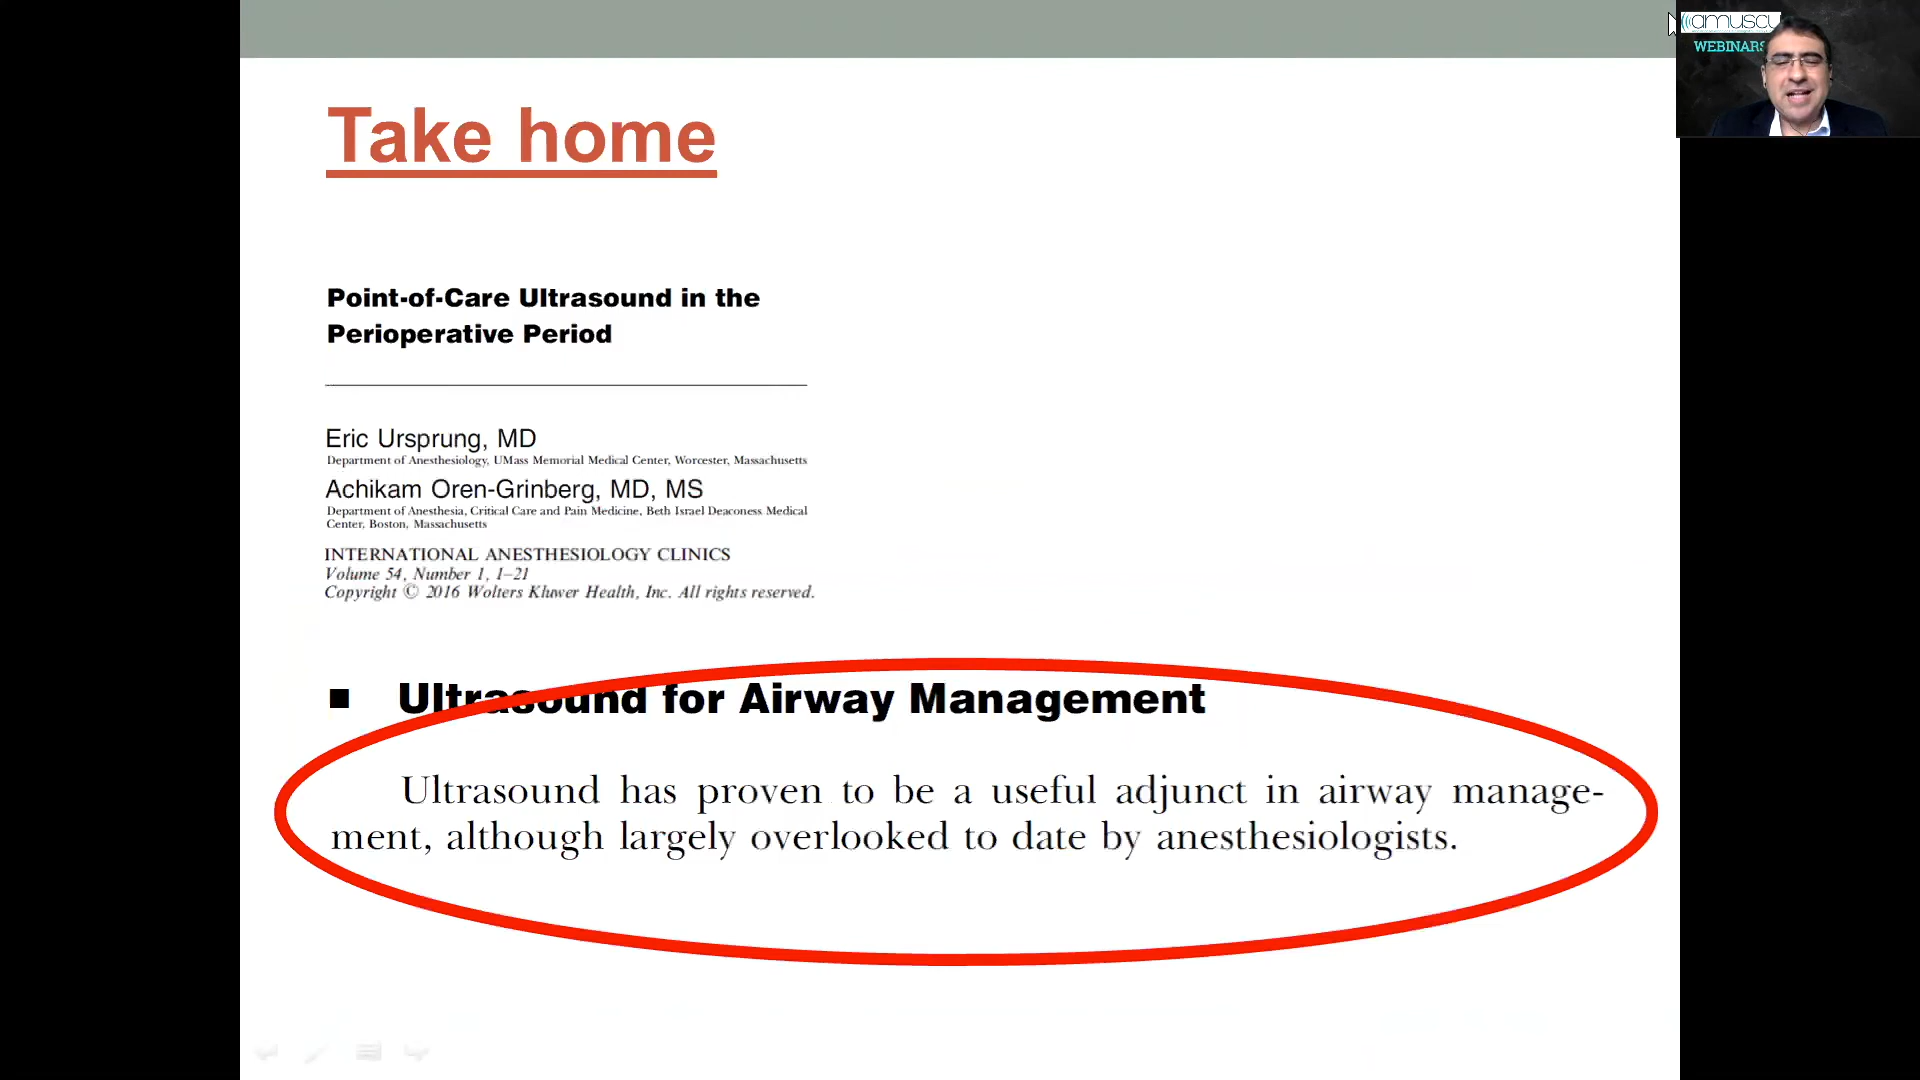 ((amuscu
WEBINARS
Take home
Point-of-Care Ultrasound in the
Perioperative Period
Eric Ursprung, MD
Department of Anesthesiology, UMass Memorial Medical Center, Worcester, Massachusetts
Achikam Oren-Grinberg, MD, MS
Department of Anesthesia, Critical Care and Pain Medicine, Beth Israel Deaconess Medical
Center, Boston, Massachusetts
INTERNATIONAL ANESTHESIOLOGY CLINICS
Volume 54, Number 1, 1–21
Copyright © 2016 Wolters Kluwer Health, Inc. All rights reserved.
■ Ultrasound for Airway Management
Ultrasound has proven to be a useful adjunct in airway manage-
ment, although largely overlooked to date by anesthesiologists.